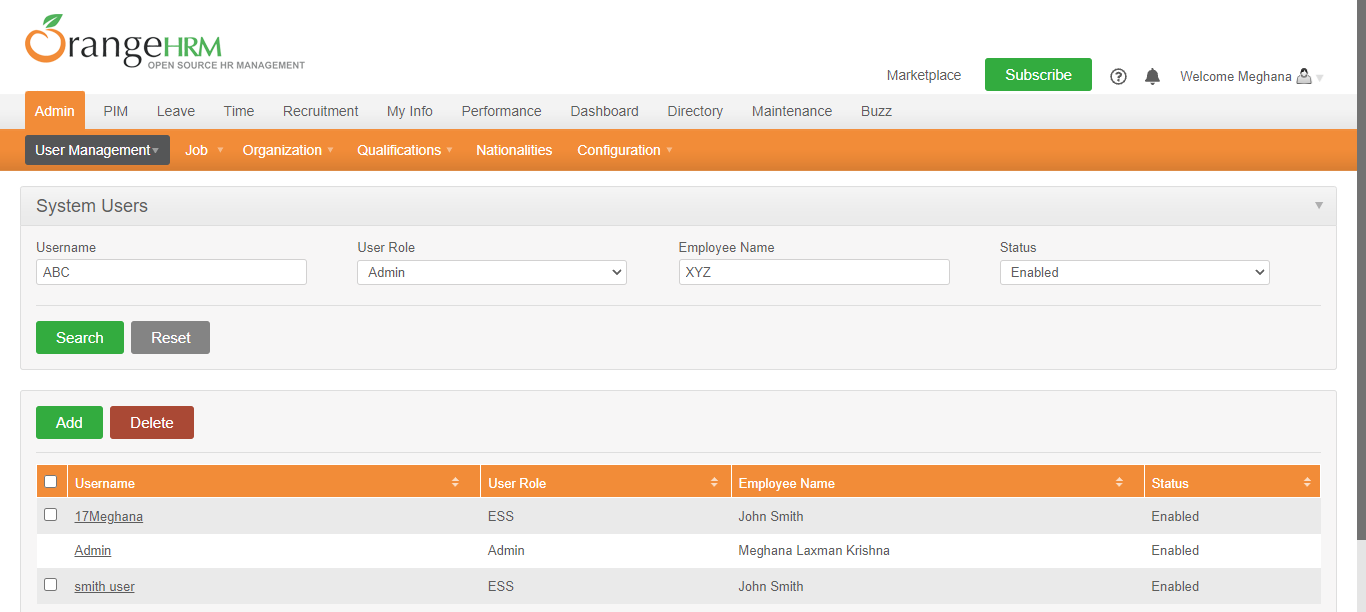 OrangeHRM
OPEN SOURCE HR MANAGEMENT
Marketplace Subscribe Welcome Meghana
Admin PIM Leave Time Recruitment My Info Performance Dashboard Directory Maintenance Buzz
User Management Job Organization Qualifications Nationalities Configuration
System Users
Username User Role Employee Name Status
ABC Admin XYZ Enabled
Search Reset
Add Delete
Username User Role Employee Name Status
17Meghana ESS John Smith Enabled
Admin Admin Meghana Laxman Krishna Enabled
smith user ESS John Smith Enabled